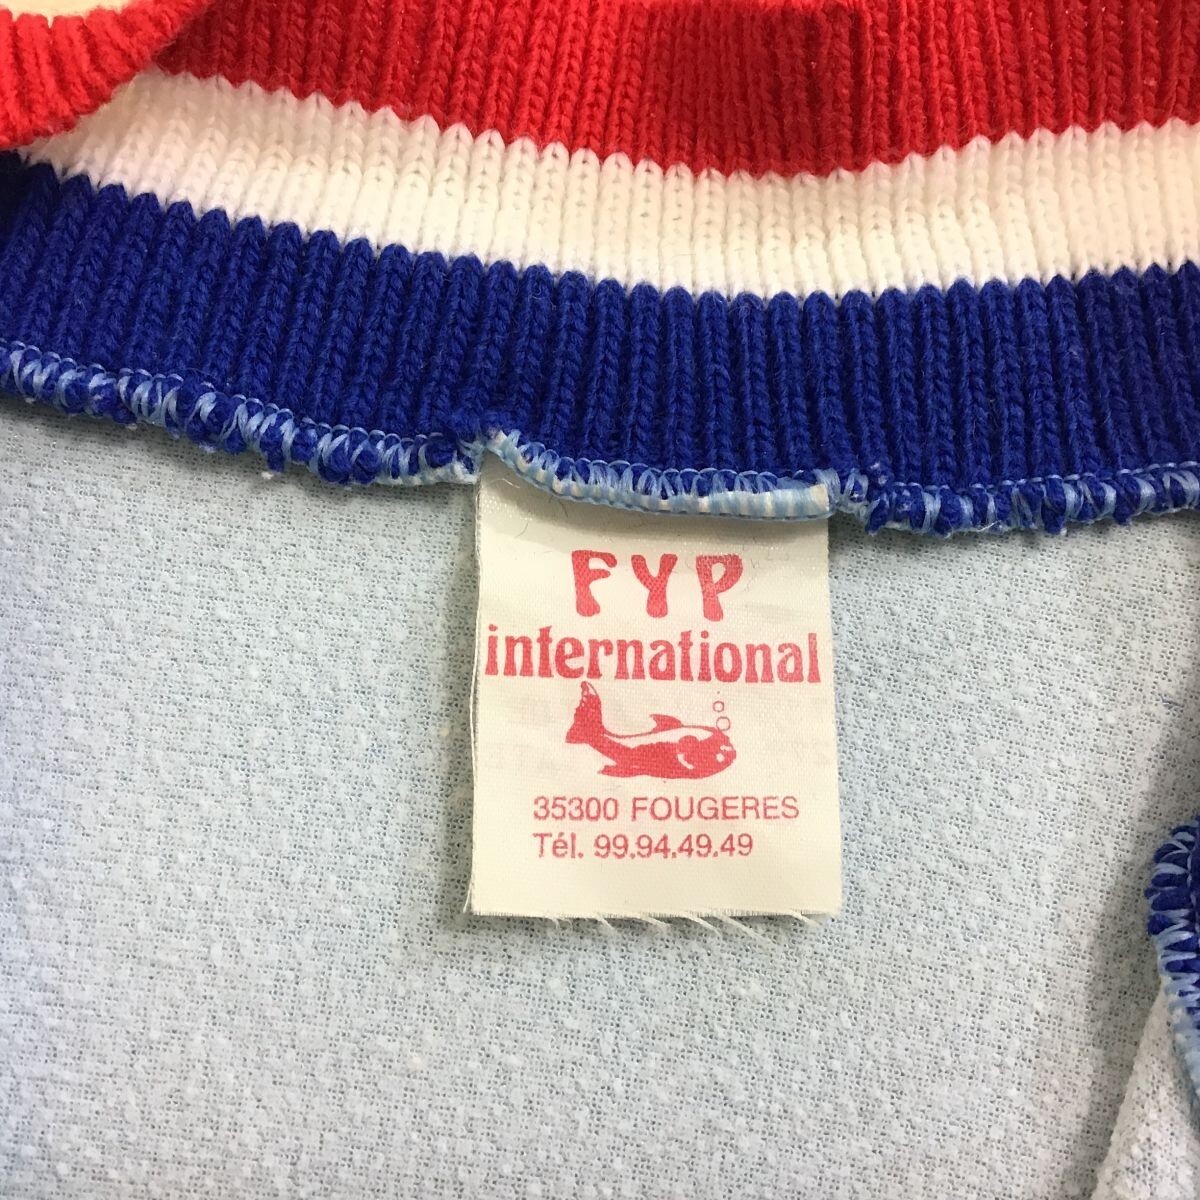 FYP
international
35300 FOUGERES
Tél. 99.94.49.49